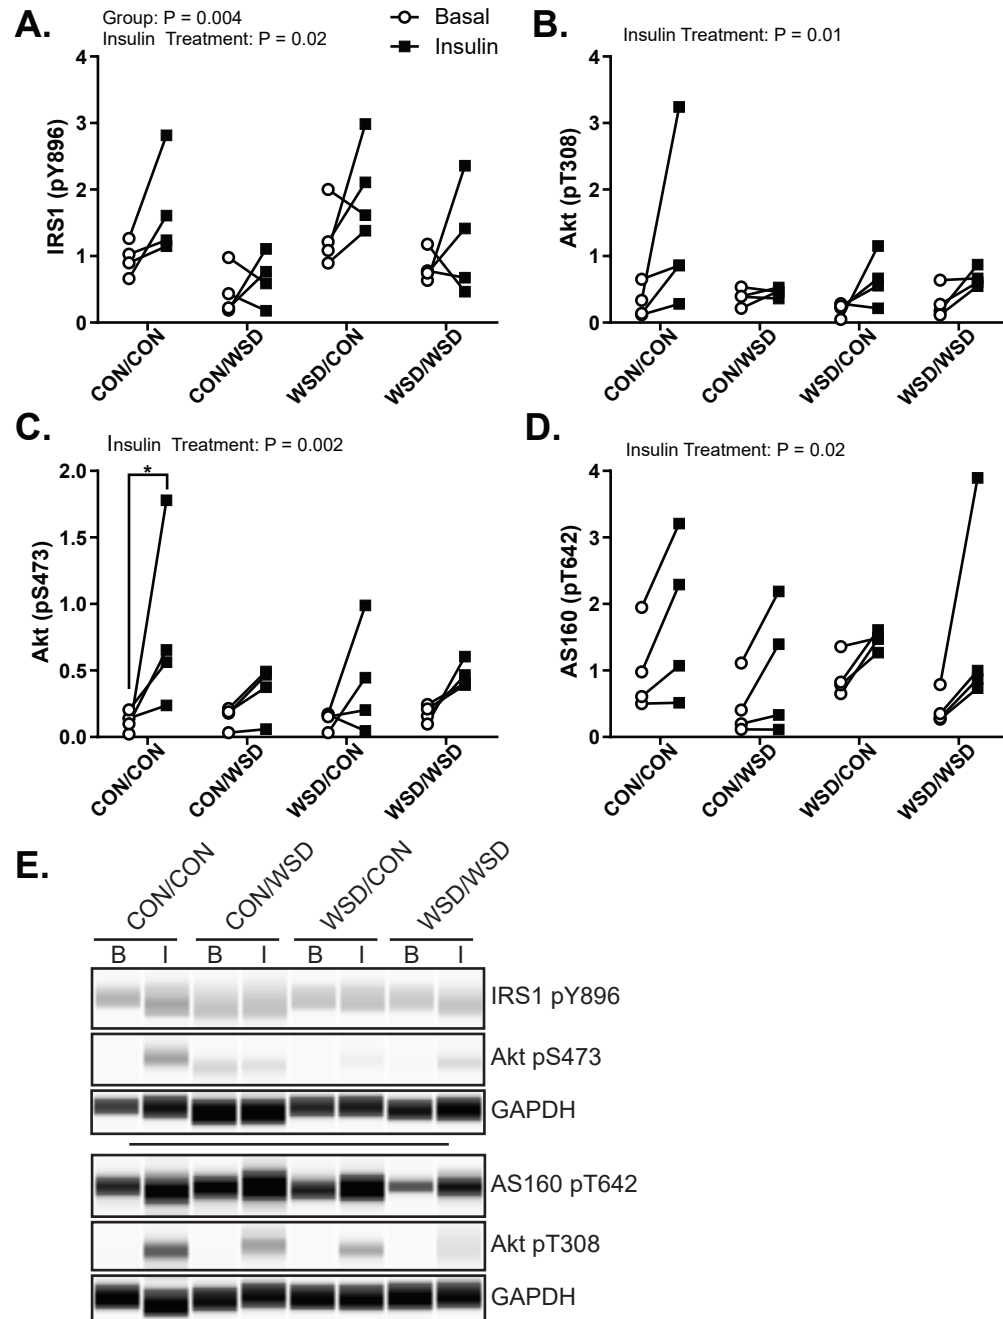 A.
Group: P = 0.004
Insulin Treatment: P = 0.02
Basal
Insulin
IRS1 (pY896)
4
3
2
1
0
CON/CON
CON/WSD
WSD/CON
WSD/WSD
B.
Insulin Treatment: P = 0.01
Akt (pT308)
4
3
2
1
0
CON/CON
CON/WSD
WSD/CON
WSD/WSD
C.
Insulin Treatment: P = 0.002
*
Akt (pS473)
2.0
1.5
1.0
0.5
0.0
CON/CON
CON/WSD
WSD/CON
WSD/WSD
D.
Insulin Treatment: P = 0.02
AS160 (pT642)
4
3
2
1
0
CON/CON
CON/WSD
WSD/CON
WSD/WSD
E.
CON/CON
CON/WSD
WSD/CON
WSD/WSD
B I B I B I B I
IRS1 pY896
Akt pS473
GAPDH
AS160 pT642
Akt pT308
GAPDH